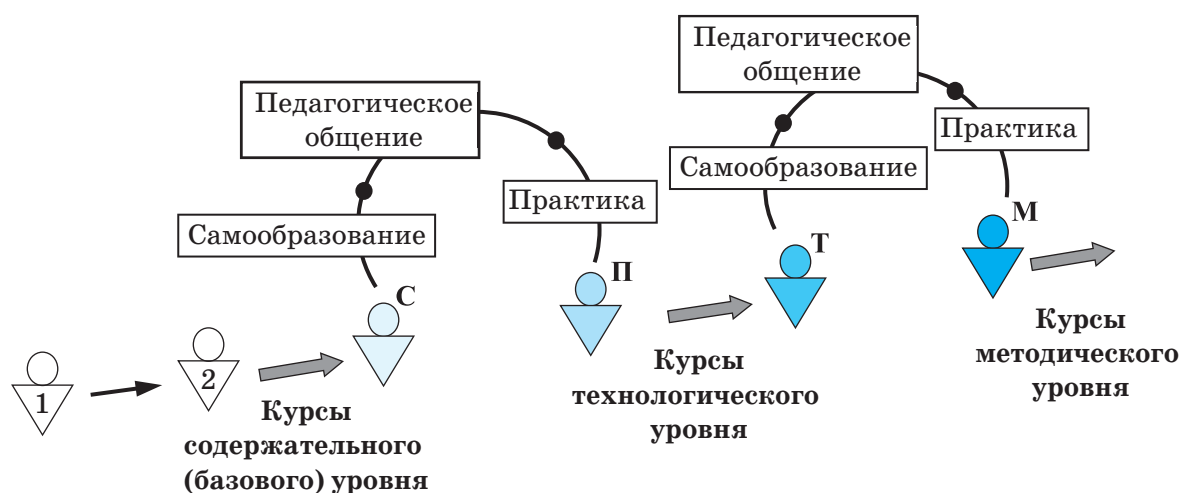 Педагогическое
общение
Практика
Самообразование
М
Т
Педагогическое
общение
Практика
Самообразование
П
С
1
2
Курсы
содержательного
(базового) уровня
Курсы
технологического
уровня
Курсы
методического
уровня